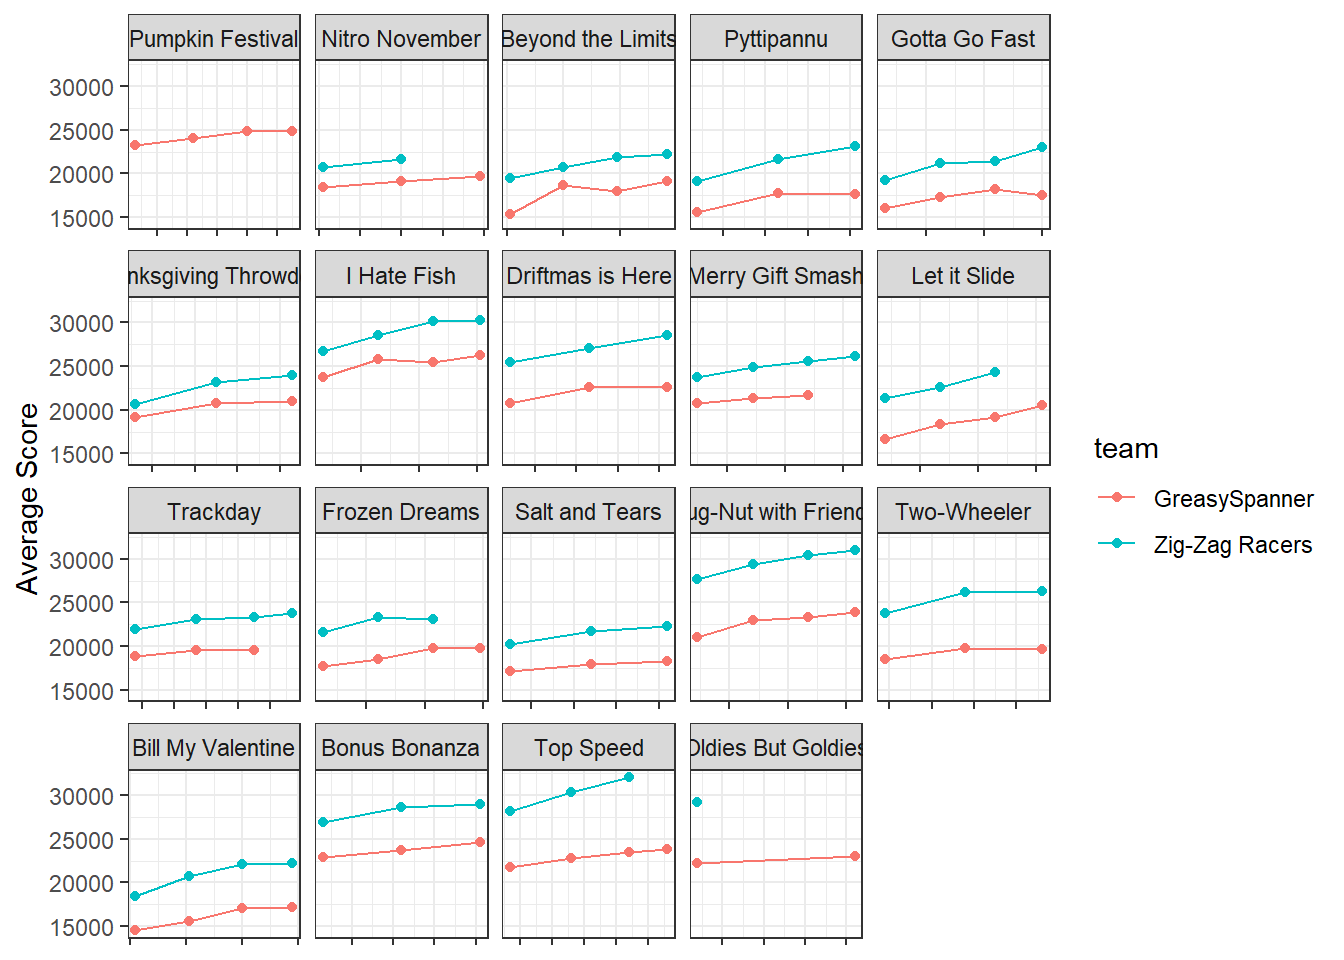 Pumpkin Festival
Nitro November
Beyond the Limits
Pyttipannu
Gotta Go Fast
30000
25000
20000
15000
nksgiving Throwd
I Hate Fish
Driftmas is Here
Merry Gift Smash
Let it Slide
30000
25000
20000
15000
Trackday
Frozen Dreams
Salt and Tears
ug-Nut with Friend
Two-Wheeler
30000
25000
20000
15000
Bill My Valentine
Bonus Bonanza
Top Speed
Oldies But Goldies
30000
25000
20000
15000
Average Score
team
GreasySpanner
Zig-Zag Racers